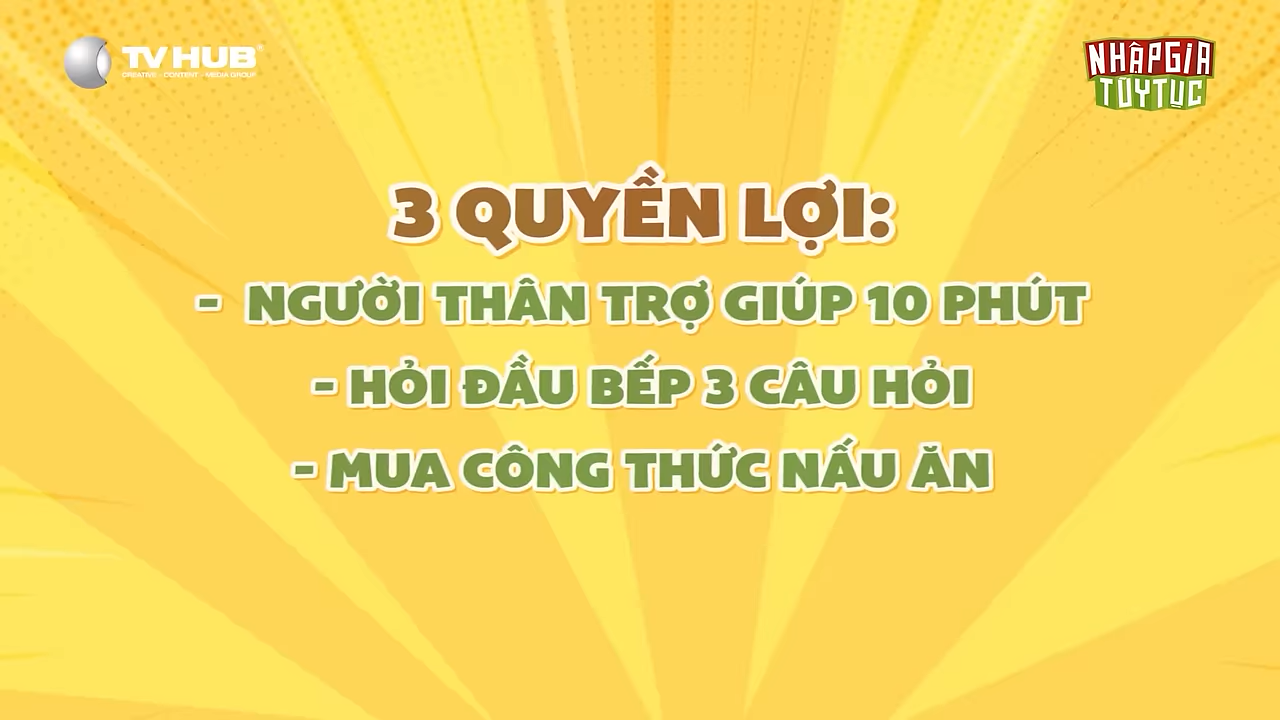 TV HUB
CREATIVE - CONTENT - MEDIA GROUP
NHẬP GIA
TÙY TỤC
3 QUYỀN LỢI:
- NGƯỜI THÂN TRỢ GIÚP 10 PHÚT
- HỎI ĐẦU BẾP 3 CÂU HỎI
- MUA CÔNG THỨC NẤU ĂN